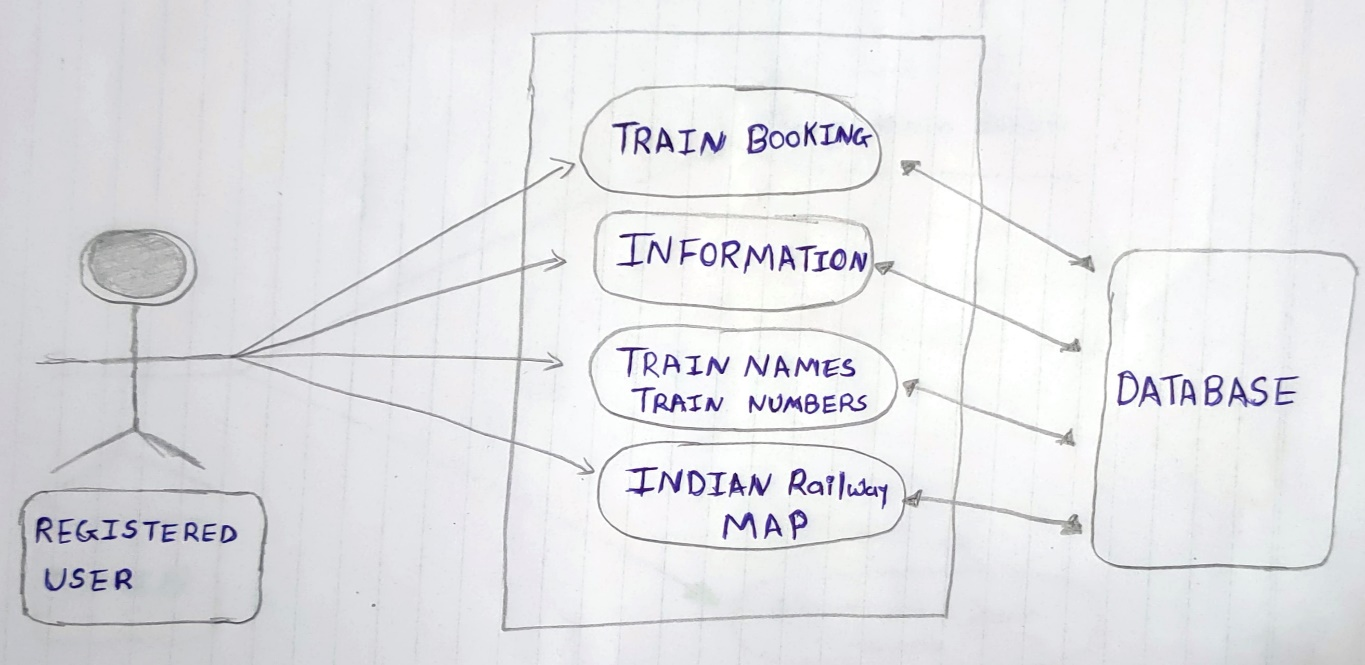 TRAIN BOOKING
INFORMATION
TRAIN NAMES
TRAIN NUMBERS
INDIAN Railway
MAP
DATABASE
REGISTERED
USER